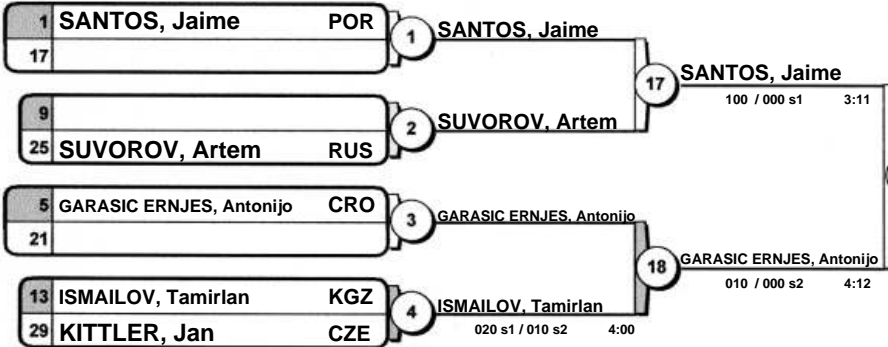 1 SANTOS, Jaime POR
17
1
SANTOS, Jaime
9
25 SUVOROV, Artem RUS
2
SUVOROV, Artem
17
SANTOS, Jaime
100 / 000 s1 3:11
5 GARASIC ERNJES, Antonijo CRO
21
3
GARASIC ERNJES, Antonijo
13 ISMAILOV, Tamirlan KGZ
29 KITTLER, Jan CZE
4
ISMAILOV, Tamirlan
020 s1 / 010 s2 4:00
18
GARASIC ERNJES, Antonijo
010 / 000 s2 4:12